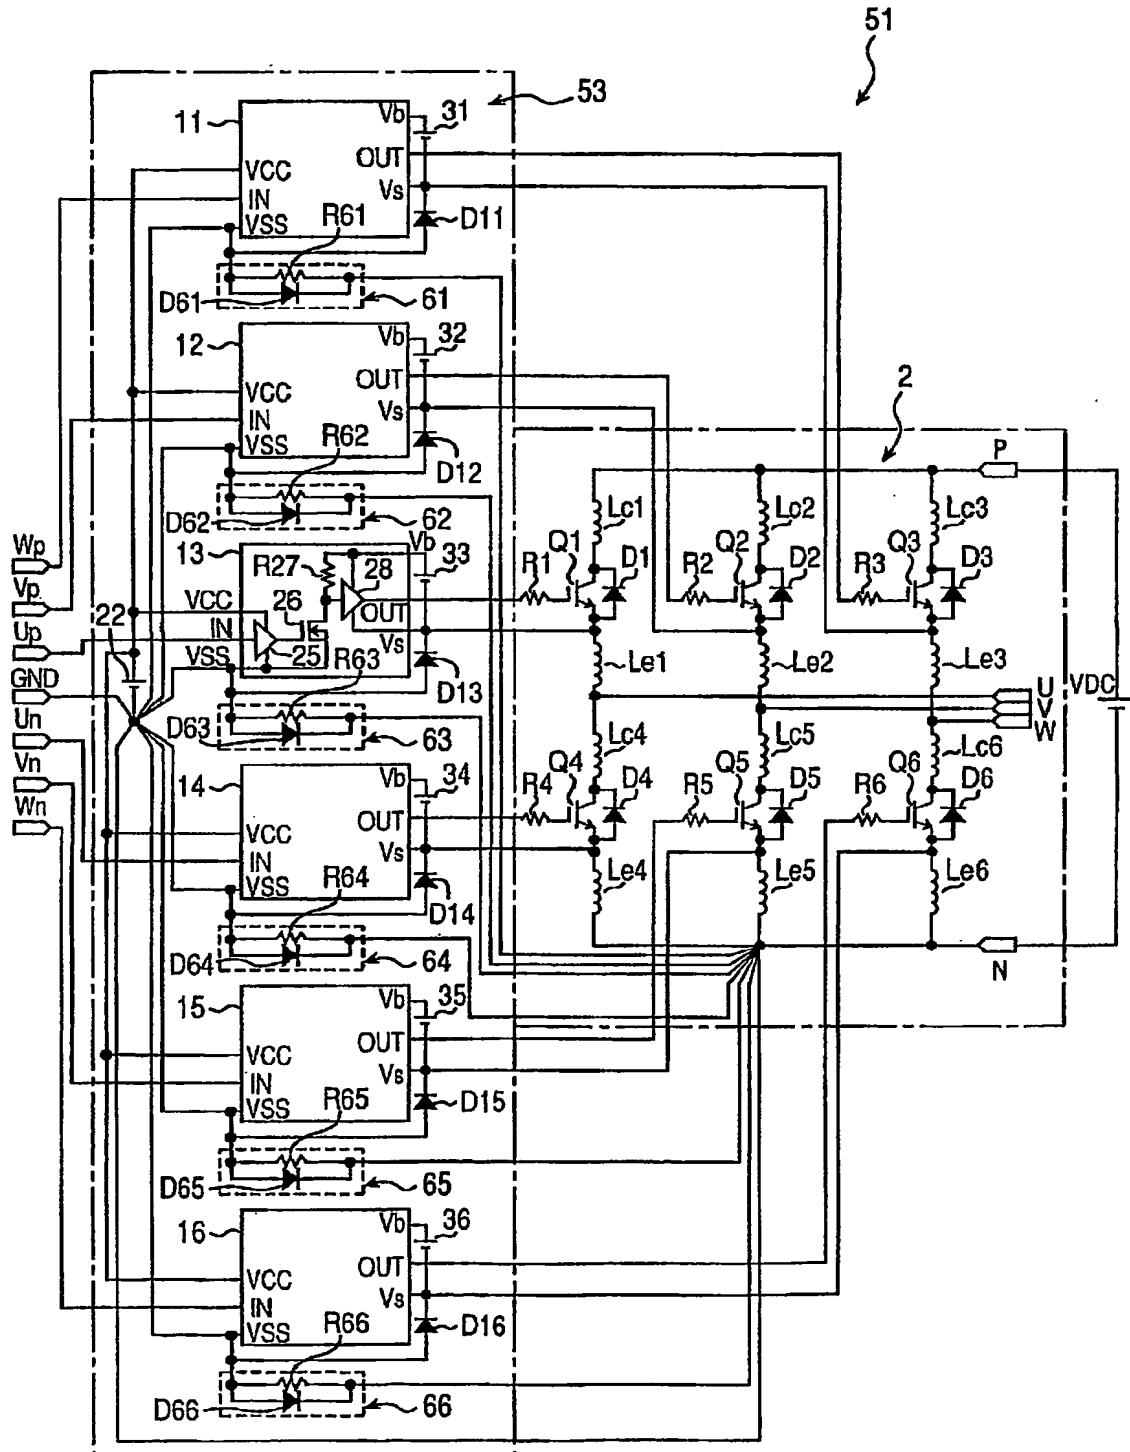 51
53
11
Vb
31
OUT
VCC
Vs
IN
VSS
R61
D11
D61
61
12
Vb
32
OUT
VCC
Vs
IN
VSS
R62
D12
D62
62
2
P
Wp
Vp
Up
GND
Un
Vn
Wn
22
13
Vb
33
R27
28
26
VCC
OUT
IN
Vs
VSS
25
R63
D13
D63
63
Lc1
Lc2
Lc3
R1
Q1
D1
R2
Q2
D2
R3
Q3
D3
Le1
Le2
Le3
U
V
W
VDC
14
Vb
34
OUT
VCC
Vs
IN
VSS
R64
D14
D64
64
Lc4
Lc5
Lc6
R4
Q4
D4
R5
Q5
D5
R6
Q6
D6
Le4
Le5
Le6
N
15
Vb
35
OUT
VCC
Vs
IN
VSS
R65
D15
D65
65
16
Vb
36
OUT
VCC
Vs
IN
VSS
R66
D16
D66
66